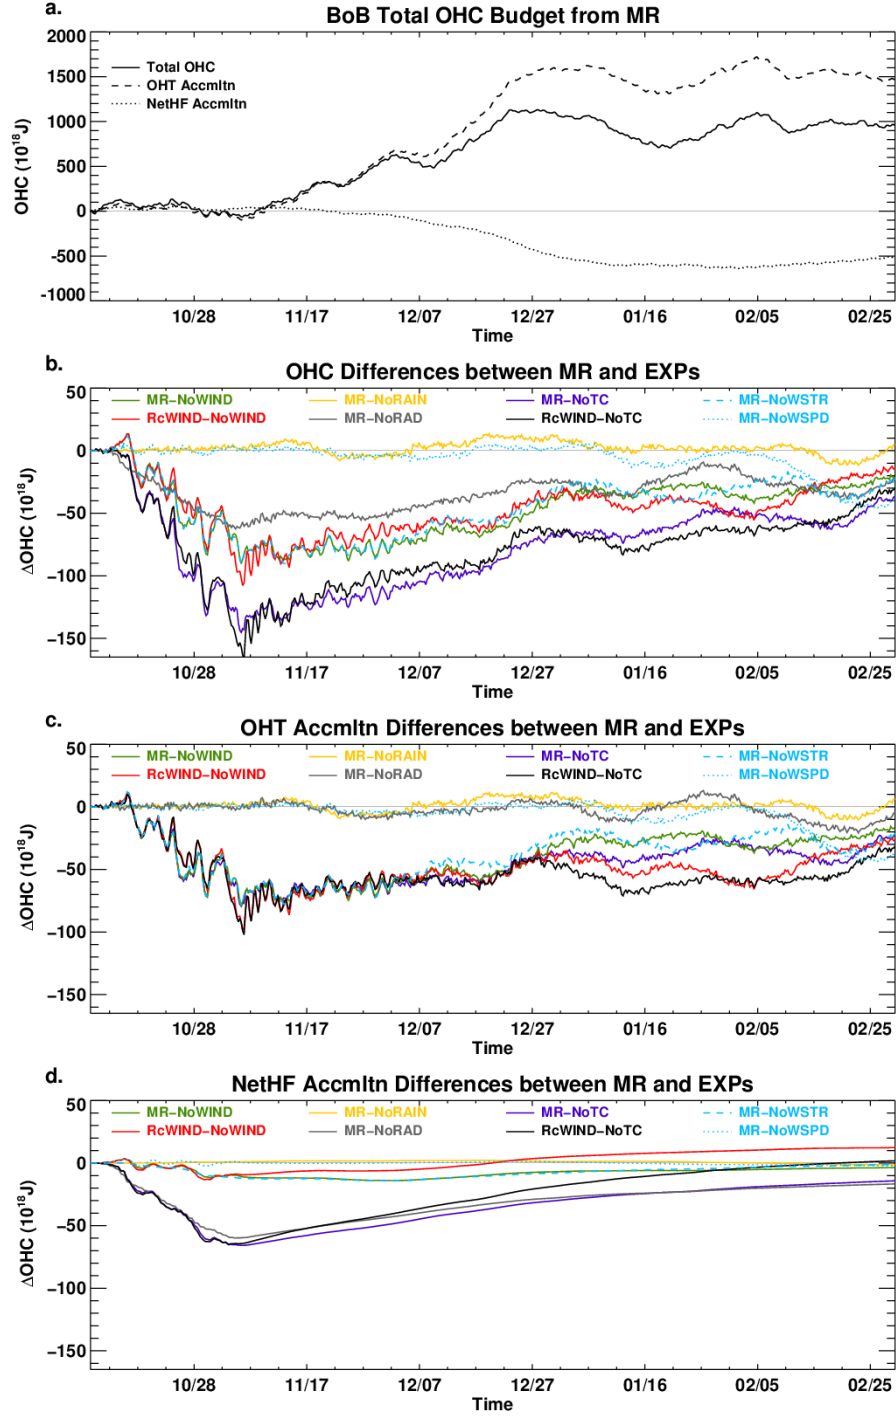 a.
BoB Total OHC Budget from MR
2000
1500
1000
500
0
-500
-1000
OHC (10¹⁸J)
Total OHC
OHT Accmltn
NetHF Accmltn
10/28 11/17 12/07 12/27 01/16 02/05 02/25
Time
b.
OHC Differences between MR and EXPs
MR−NoWIND MR−NoRAIN MR−NoTC MR−NoWSTR
RcWIND−NoWIND MR−NoRAD RcWIND−NoTC MR−NoWSPD
50
0
−50
−100
−150
ΔOHC (10¹⁸J)
10/28 11/17 12/07 12/27 01/16 02/05 02/25
Time
c.
OHT Accmltn Differences between MR and EXPs
MR−NoWIND MR−NoRAIN MR−NoTC MR−NoWSTR
RcWIND−NoWIND MR−NoRAD RcWIND−NoTC MR−NoWSPD
50
0
−50
−100
−150
ΔOHC (10¹⁸J)
10/28 11/17 12/07 12/27 01/16 02/05 02/25
Time
d.
NetHF Accmltn Differences between MR and EXPs
MR−NoWIND MR−NoRAIN MR−NoTC MR−NoWSTR
RcWIND−NoWIND MR−NoRAD RcWIND−NoTC MR−NoWSPD
50
0
−50
−100
−150
ΔOHC (10¹⁸J)
10/28 11/17 12/07 12/27 01/16 02/05 02/25
Time